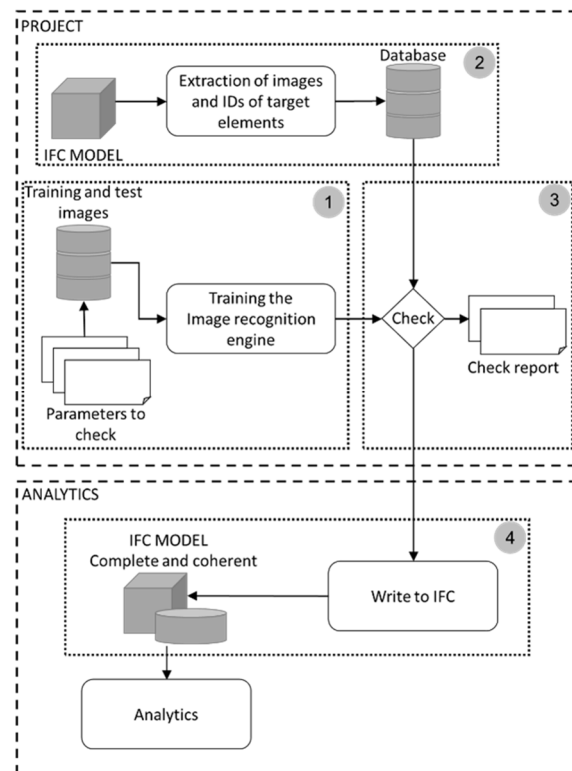 PROJECT
2
Database
Extraction of images
and IDs of target
elements
IFC MODEL
Training and test
images
1
3
Training the
Image recognition
engine
Check
Check report
Parameters to
check
ANALYTICS
4
IFC MODEL
Complete and coherent
Write to IFC
Analytics